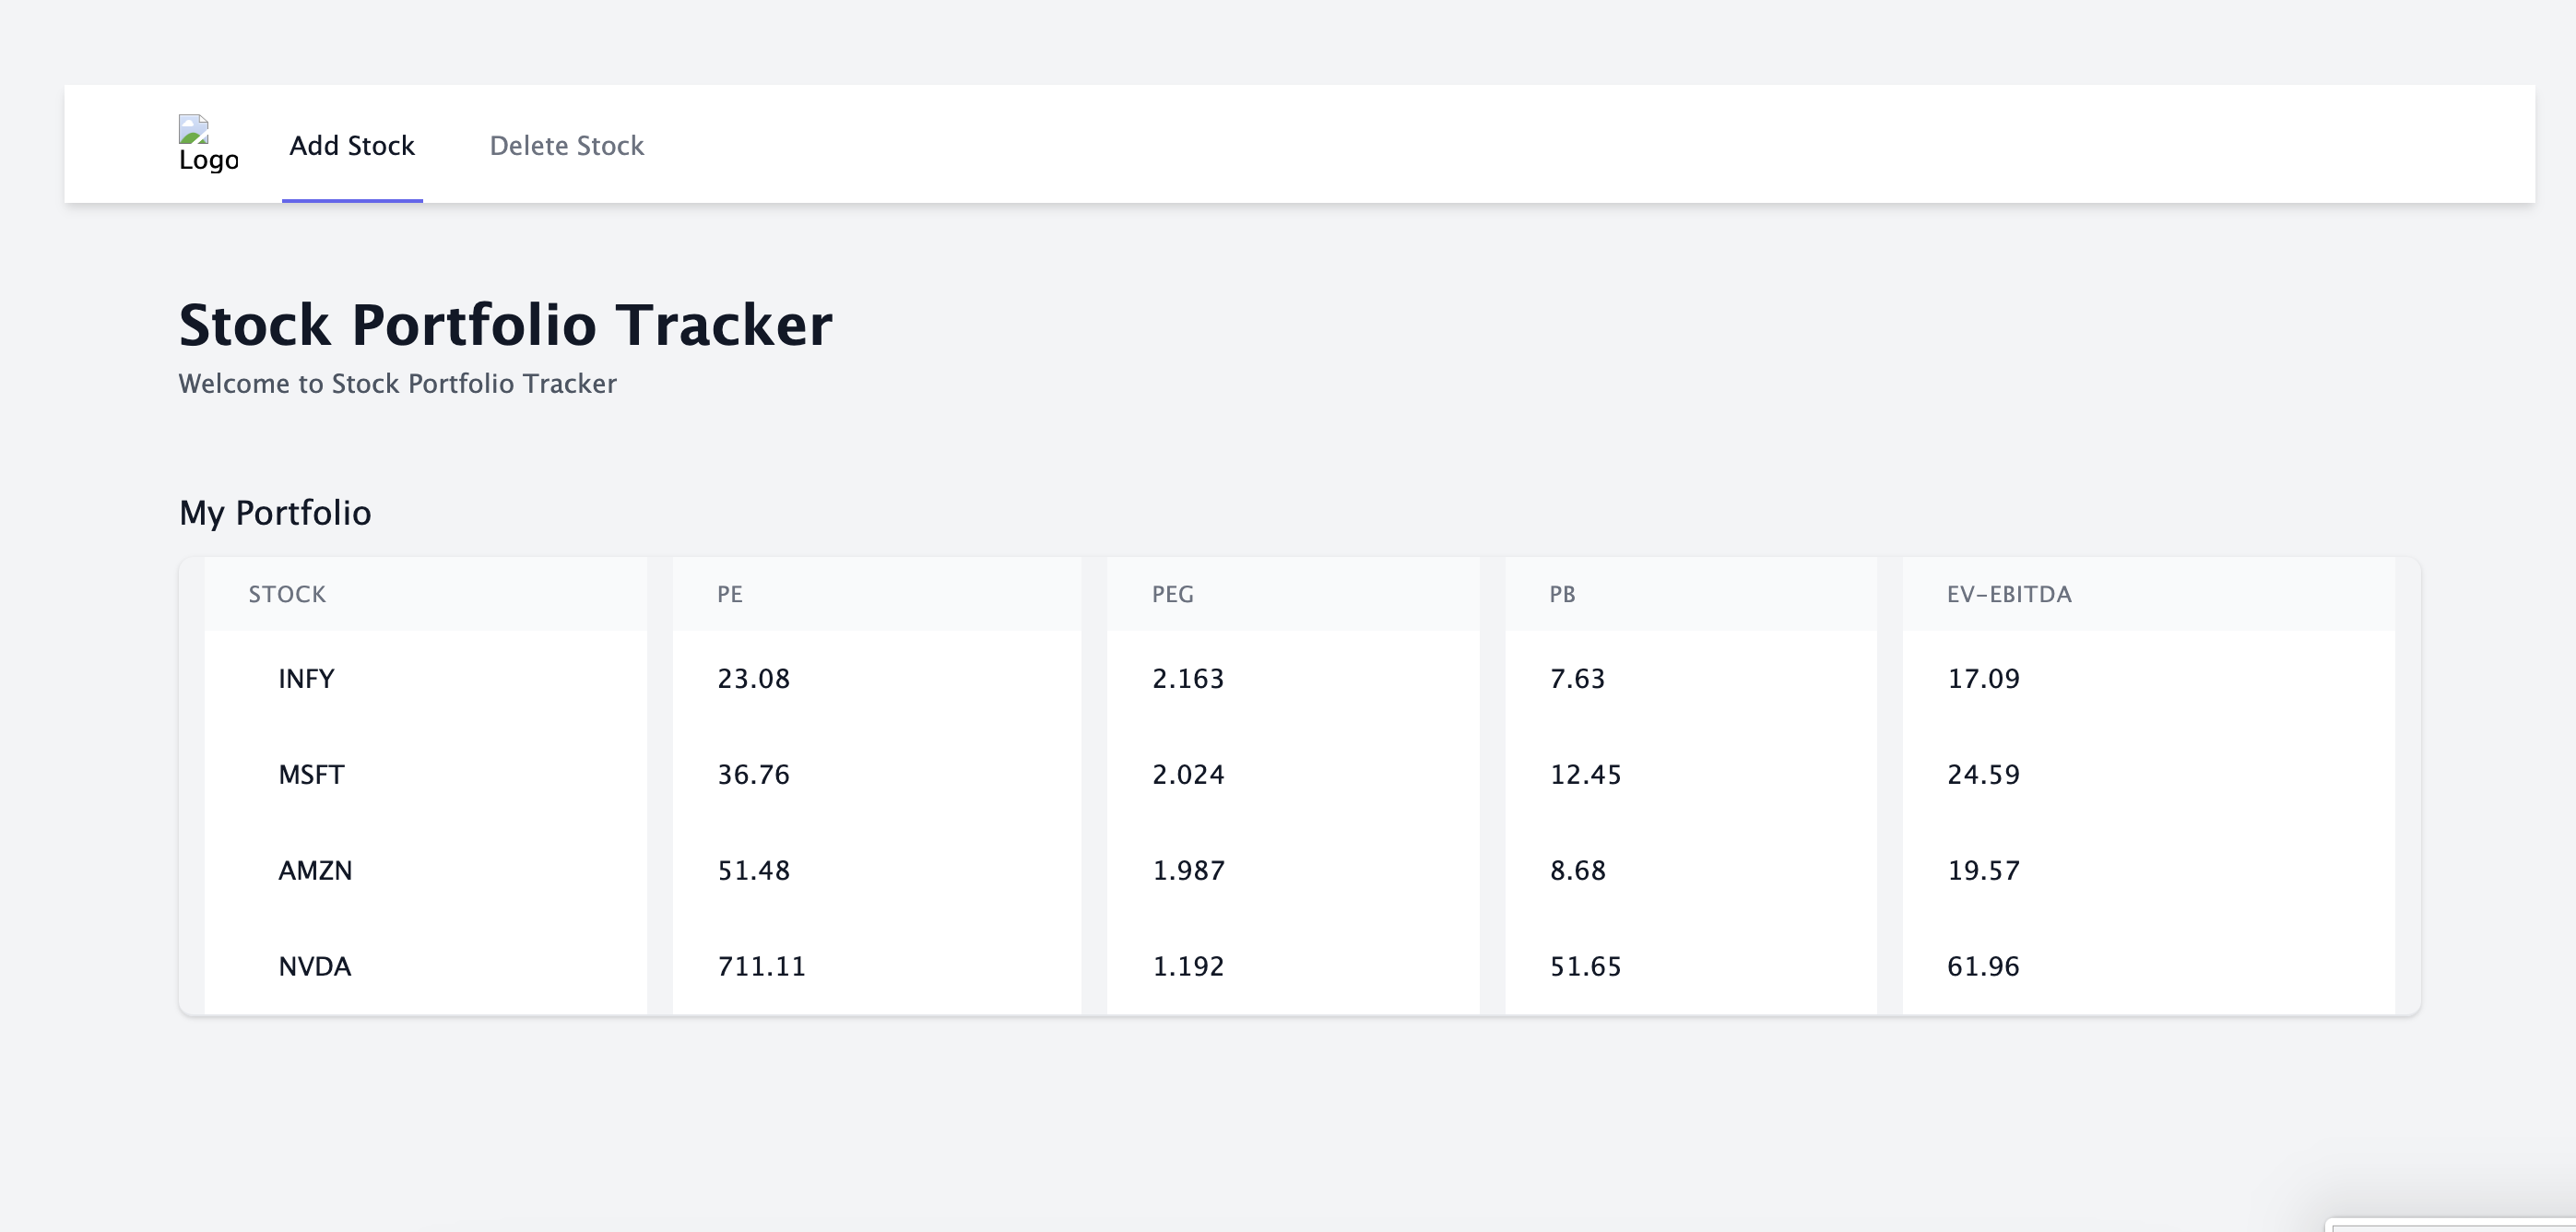 Logo Add Stock Delete Stock
Stock Portfolio Tracker
Welcome to Stock Portfolio Tracker
My Portfolio
STOCK PE PEG PB EV-EBITDA
INFY 23.08 2.163 7.63 17.09
MSFT 36.76 2.024 12.45 24.59
AMZN 51.48 1.987 8.68 19.57
NVDA 711.11 1.192 51.65 61.96